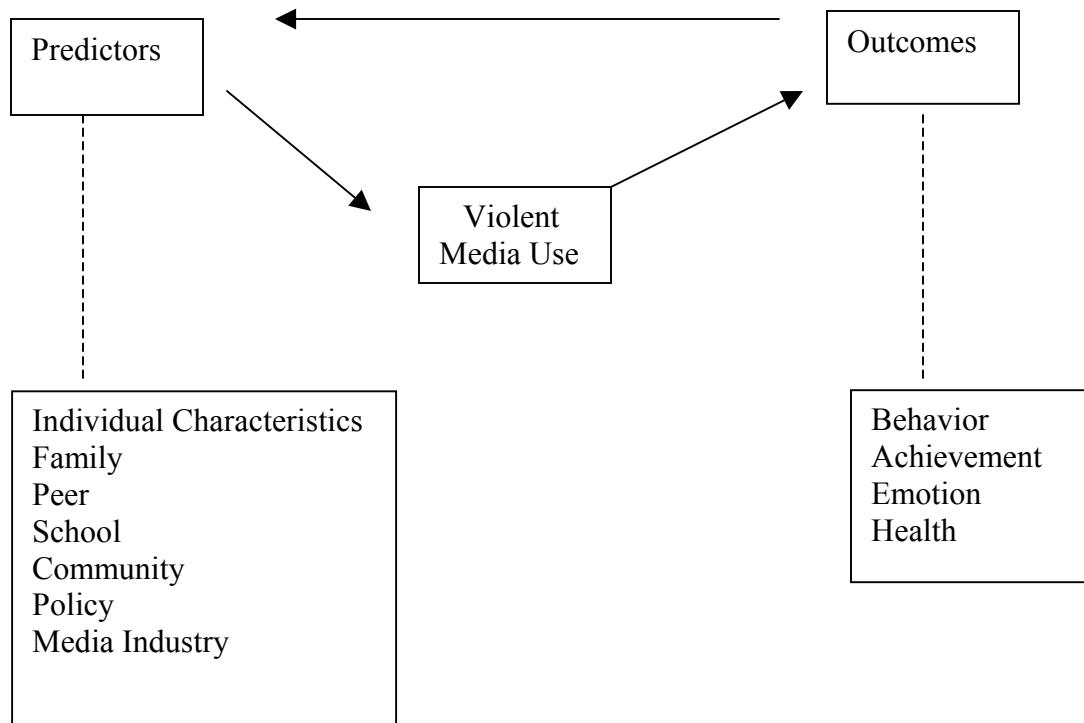 Predictors
Outcomes
Violent
Media Use
Individual Characteristics
Family
Peer
School
Community
Policy
Media Industry
Behavior
Achievement
Emotion
Health